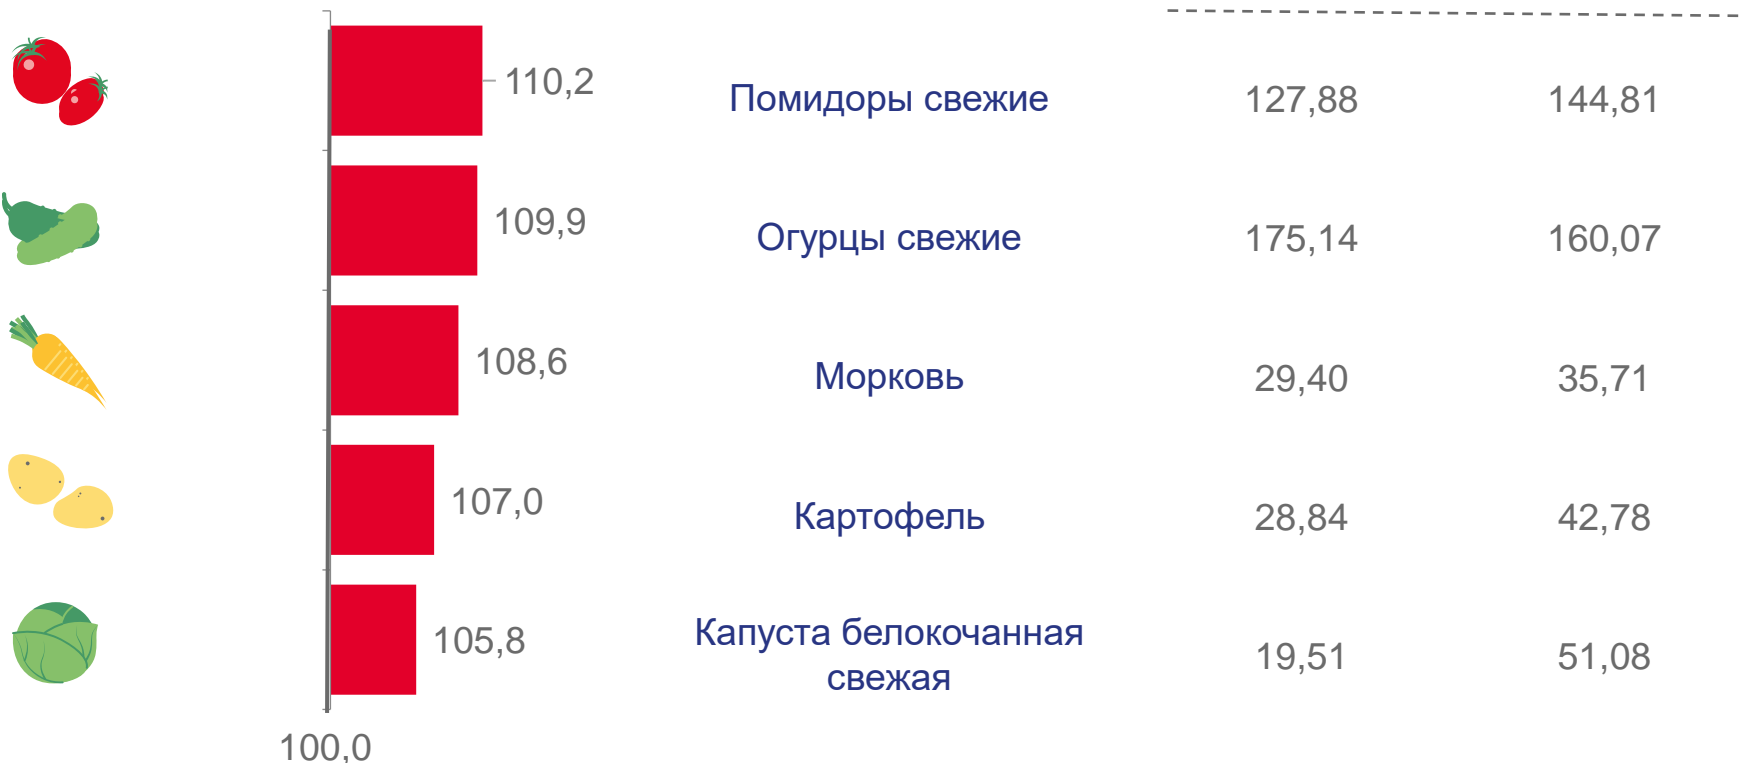 110,2
Помидоры свежие
127,88
144,81
109,9
Огурцы свежие
175,14
160,07
108,6
Морковь
29,40
35,71
107,0
Картофель
28,84
42,78
105,8
Капуста белокочанная
свежая
19,51
51,08
100,0